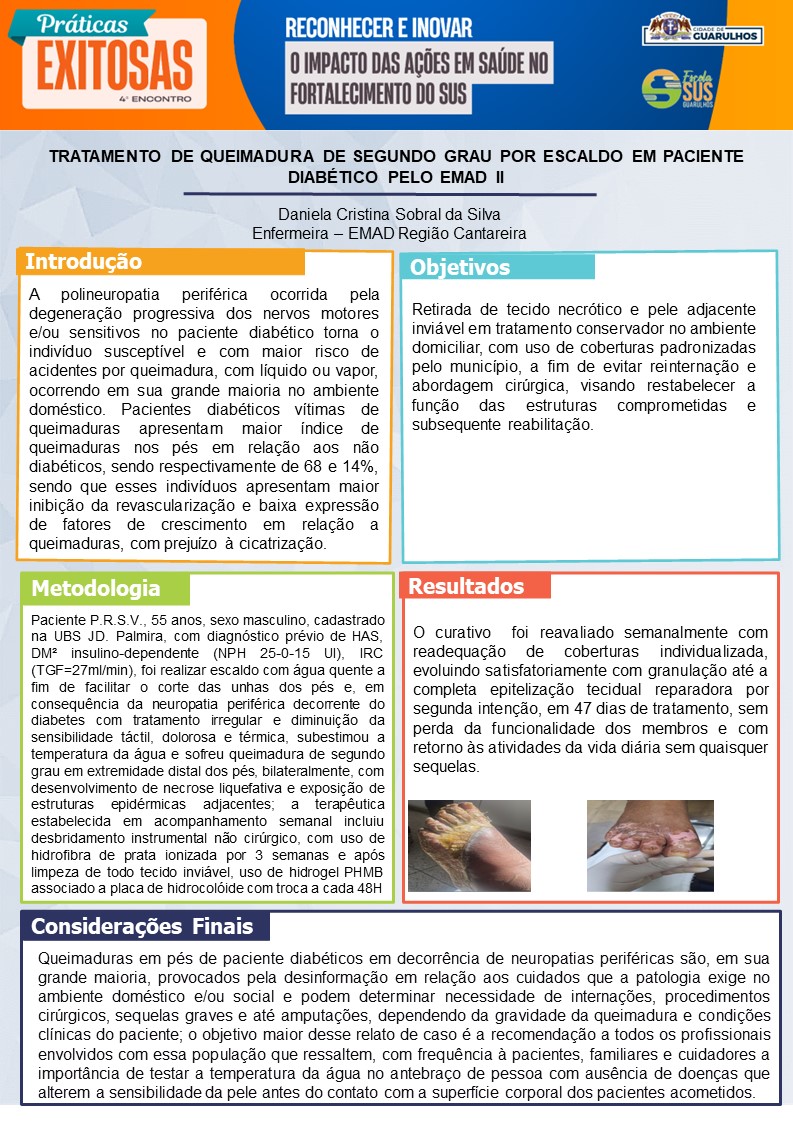 Práticas
EXITOSAS
4º ENCONTRO
RECONHECER E INOVAR
O IMPACTO DAS AÇÕES EM SAÚDE NO
FORTALECIMENTO DO SUS
CIDADE DE
GUARULHOS
Escola
SUS
GUARULHOS
TRATAMENTO DE QUEIMADURA DE SEGUNDO GRAU POR ESCALDO EM PACIENTE
DIABÉTICO PELO EMAD II
Daniela Cristina Sobral da Silva
Enfermeira – EMAD Região Cantareira
Introdução
A polineuropatia periférica ocorrida pela
degeneração progressiva dos nervos motores
e/ou sensitivos no paciente diabético torna o
indivíduo susceptível e com maior risco de
acidentes por queimadura, com líquido ou vapor,
ocorrendo em sua grande maioria no ambiente
doméstico. Pacientes diabéticos vítimas de
queimaduras apresentam maior índice de
queimaduras nos pés em relação aos não
diabéticos, sendo respectivamente de 68 e 14%,
sendo que esses indivíduos apresentam maior
inibição da revascularização e baixa expressão
de fatores de crescimento em relação a
queimaduras, com prejuízo à cicatrização.
Objetivos
Retirada de tecido necrótico e pele adjacente
inviável em tratamento conservador no ambiente
domiciliar, com uso de coberturas padronizadas
pelo município, a fim de evitar reinternação e
abordagem cirúrgica, visando restabelecer a
função das estruturas comprometidas e
subsequente reabilitação.
Metodologia
Paciente P.R.S.V., 55 anos, sexo masculino, cadastrado
na UBS JD. Palmira, com diagnóstico prévio de HAS,
DM² insulino-dependente (NPH 25-0-15 UI), IRC
(TGF=27ml/min), foi realizar escaldo com água quente a
fim de facilitar o corte das unhas dos pés e, em
consequência da neuropatia periférica decorrente do
diabetes com tratamento irregular e diminuição da
sensibilidade táctil, dolorosa e térmica, subestimou a
temperatura da água e sofreu queimadura de segundo
grau em extremidade distal dos pés, bilateralmente, com
desenvolvimento de necrose liquefativa e exposição de
estruturas epidérmicas adjacentes; a terapêutica
estabelecida em acompanhamento semanal incluiu
desbridamento instrumental não cirúrgico, com uso de
hidrofibra de prata ionizada por 3 semanas e após
limpeza de todo tecido inviável, uso de hidrogel PHMB
associado a placa de hidrocolóide com troca a cada 48H
Resultados
O curativo foi reavaliado semanalmente com
readequação de coberturas individualizada,
evoluindo satisfatoriamente com granulação até a
completa epitelização tecidual reparadora por
segunda intenção, em 47 dias de tratamento, sem
perda da funcionalidade dos membros e com
retorno às atividades da vida diária sem quaisquer
sequelas.
Considerações Finais
Queimaduras em pés de paciente diabéticos em decorrência de neuropatias periféricas são, em sua
grande maioria, provocados pela desinformação em relação aos cuidados que a patologia exige no
ambiente doméstico e/ou social e podem determinar necessidade de internações, procedimentos
cirúrgicos, sequelas graves e até amputações, dependendo da gravidade da queimadura e condições
clínicas do paciente; o objetivo maior desse relato de caso é a recomendação a todos os profissionais
envolvidos com essa população que ressaltem, com frequência à pacientes, familiares e cuidadores a
importância de testar a temperatura da água no antebraço de pessoa com ausência de doenças que
alterem a sensibilidade da pele antes do contato com a superfície corporal dos pacientes acometidos.